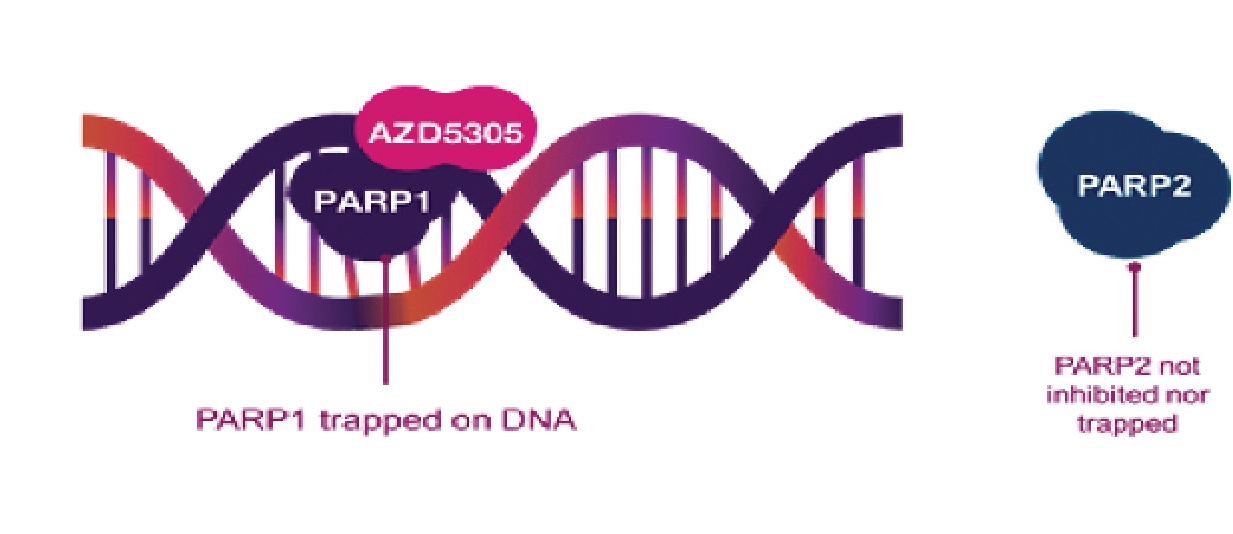 AZD5305
PARP1
PARP2
PARP1 trapped on DNA
PARP2 not
inhibited nor
trapped